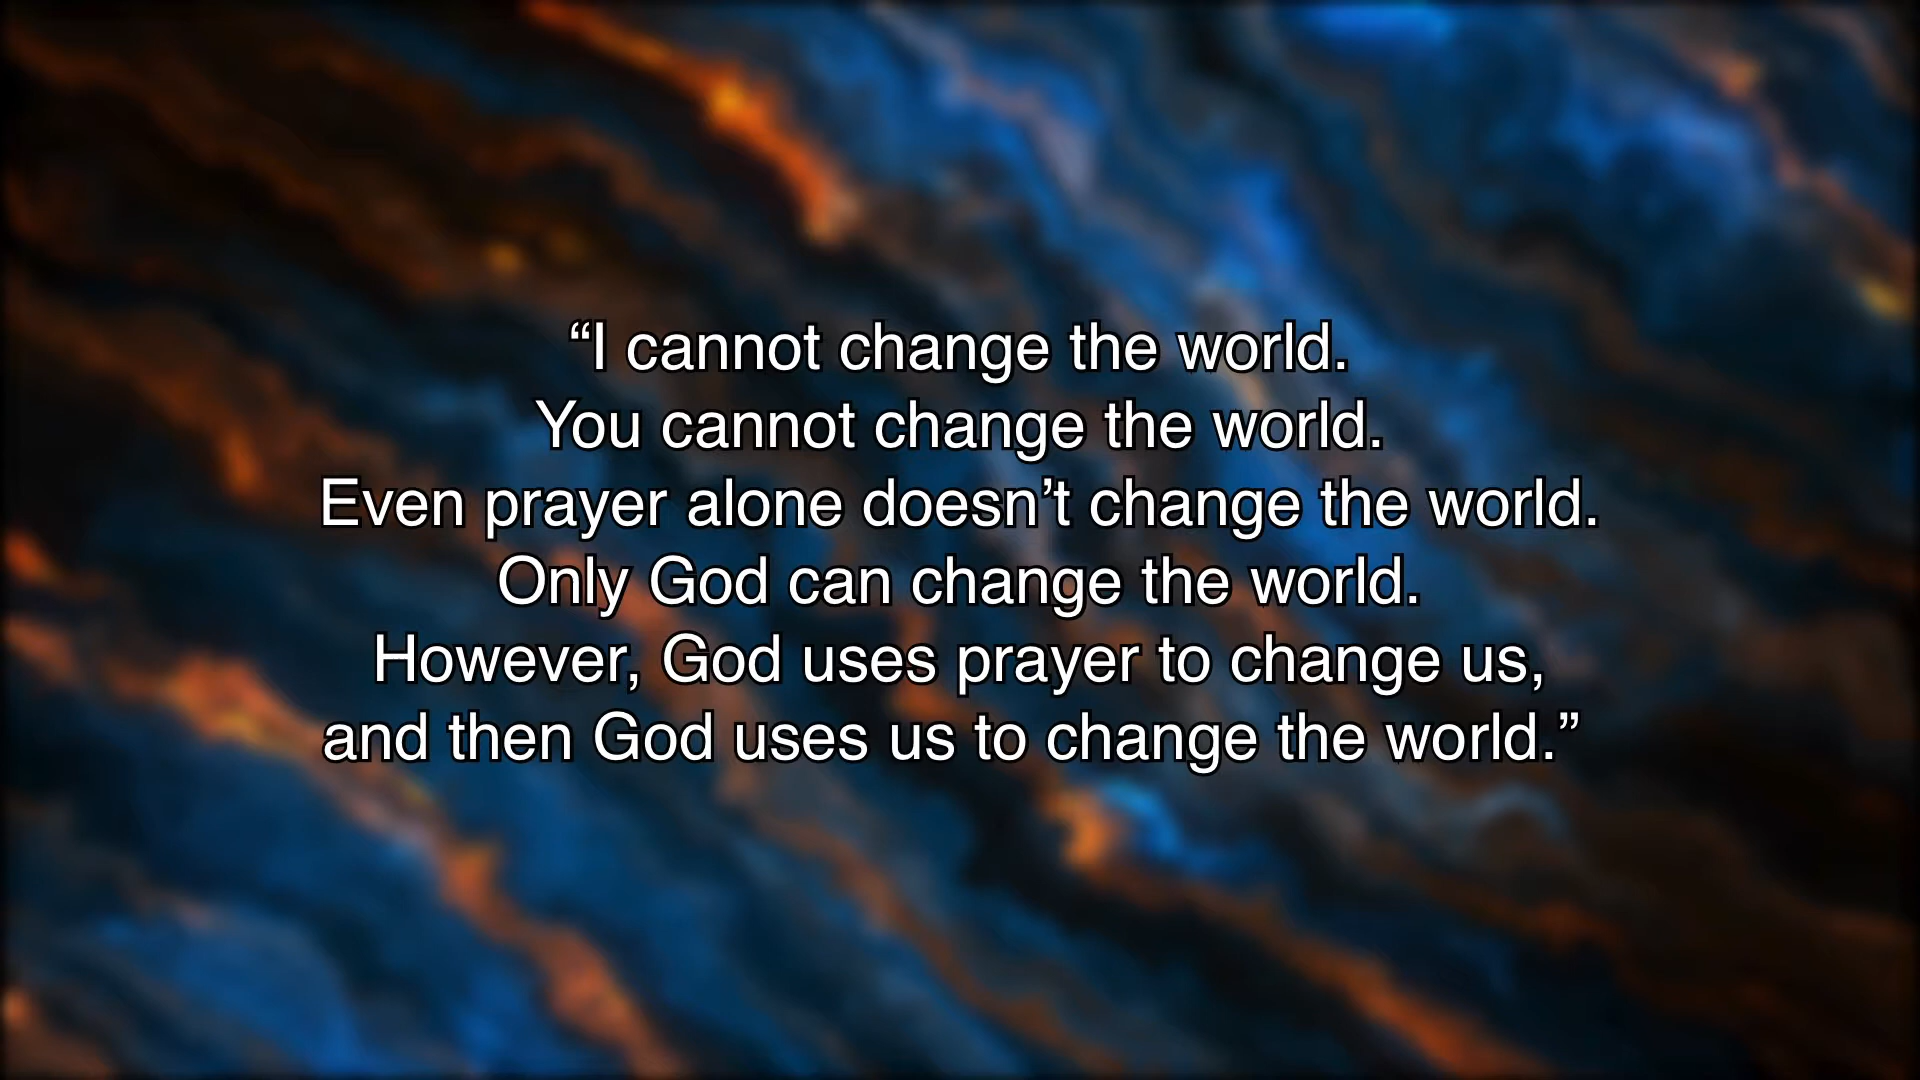 “I cannot change the world.
You cannot change the world.
Even prayer alone doesn’t change the world.
Only God can change the world.
However, God uses prayer to change us,
and then God uses us to change the world.”